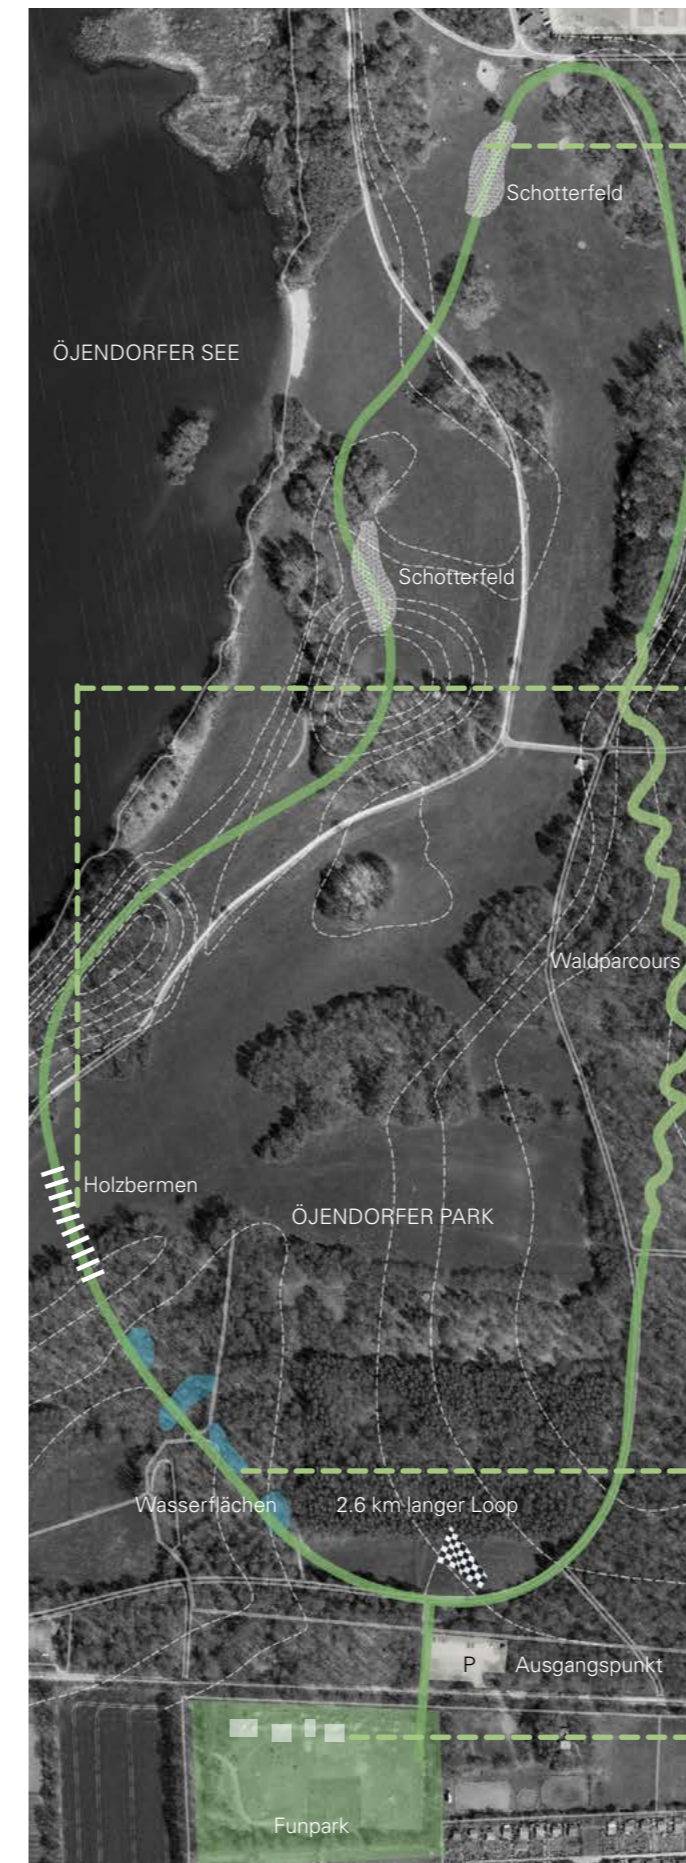 Schotterfeld
ÖJENDORFER SEE
Schotterfeld
Waldparcours
Holzbermen
ÖJENDORFER PARK
Wasserflächen
2.6 km langer Loop
P
Ausgangspunkt
Funpark